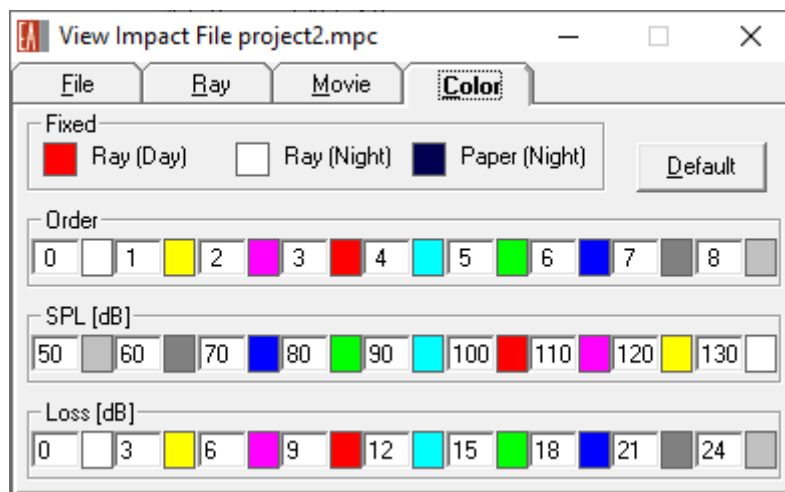 EA View Impact File project2.mpc
File Ray Movie Color
Fixed
Ray (Day) Ray (Night) Paper (Night) Default
Order
0 1 2 3 4 5 6 7 8
SPL [dB]
50 60 70 80 90 100 110 120 130
Loss [dB]
0 3 6 9 12 15 18 21 24